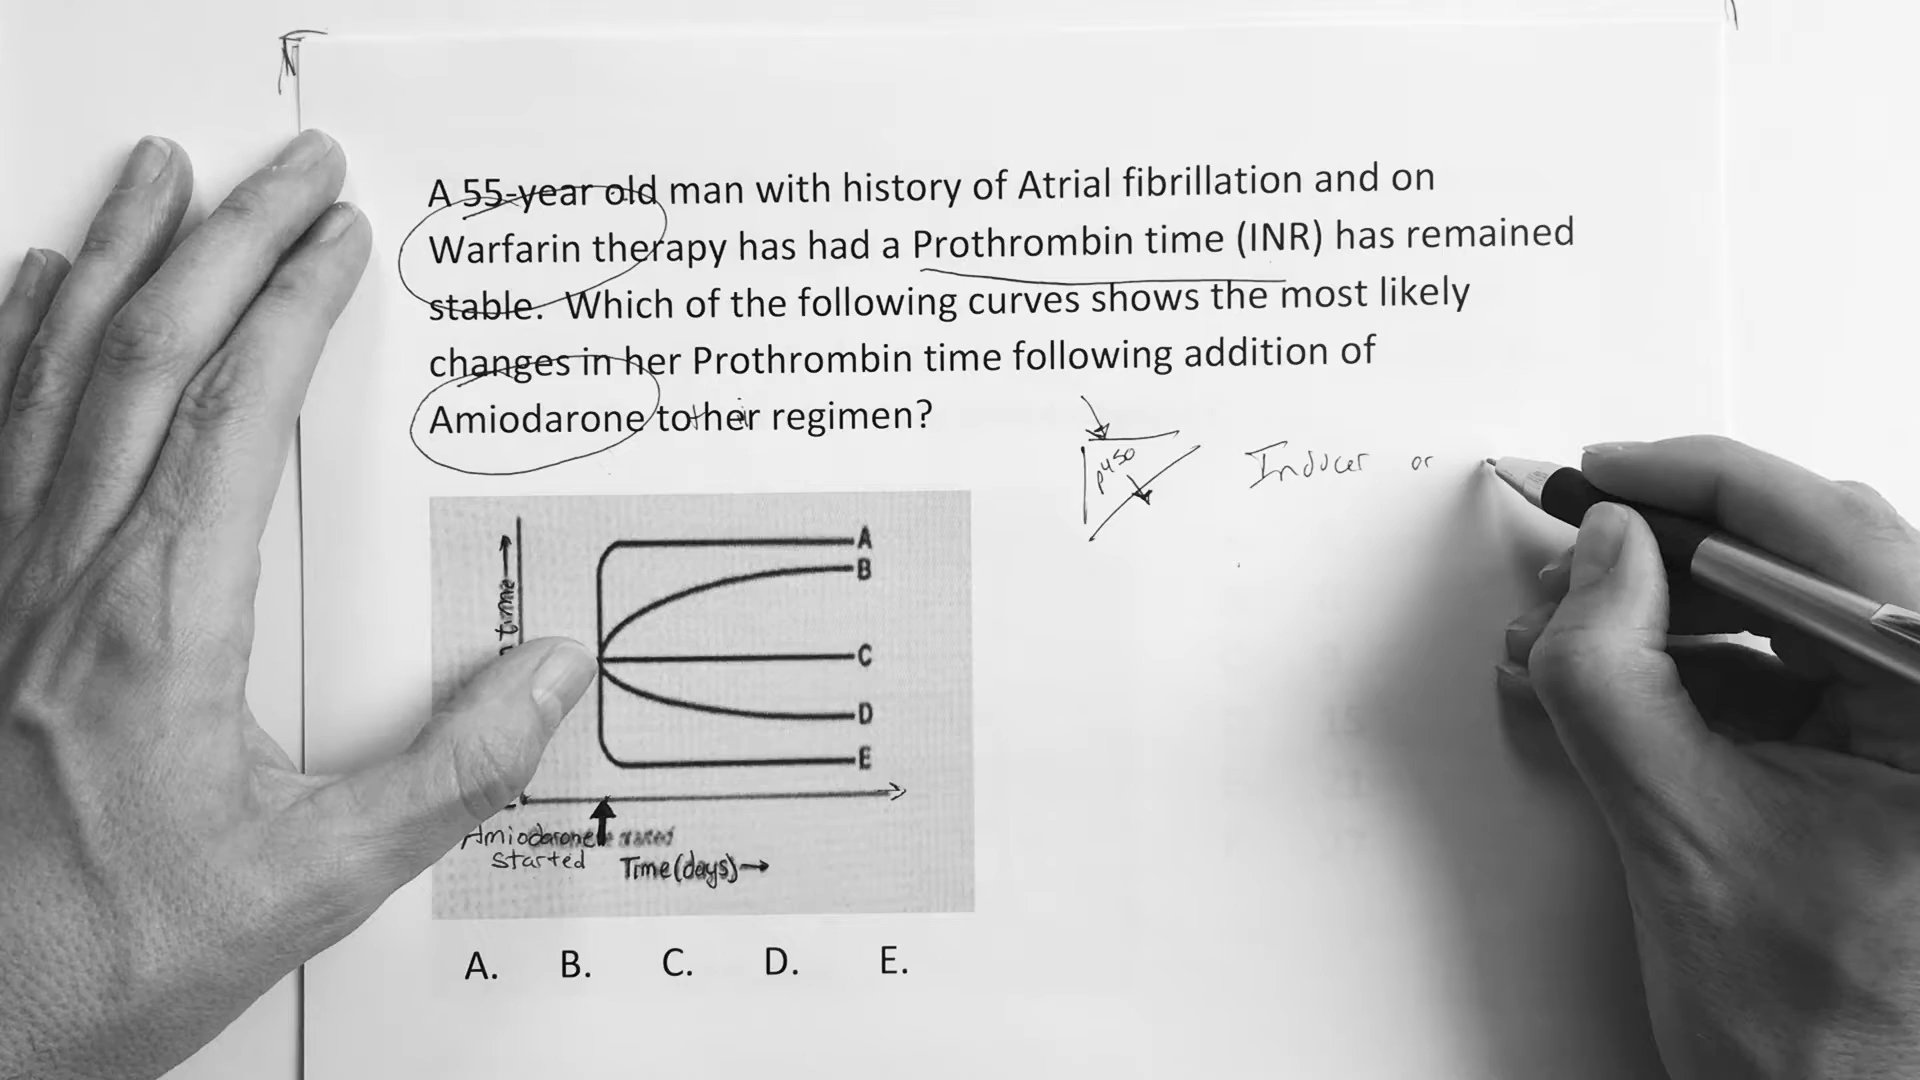 A 55-year old man with history of Atrial fibrillation and on
Warfarin therapy has had a Prothrombin time (INR) has remained
stable. Which of the following curves shows the most likely
changes in her Prothrombin time following addition of
Amiodarone to their regimen?
p450
Inducer or
time
A
B
C
D
E
Amiodarone
started
Time (days)
A. B. C. D. E.